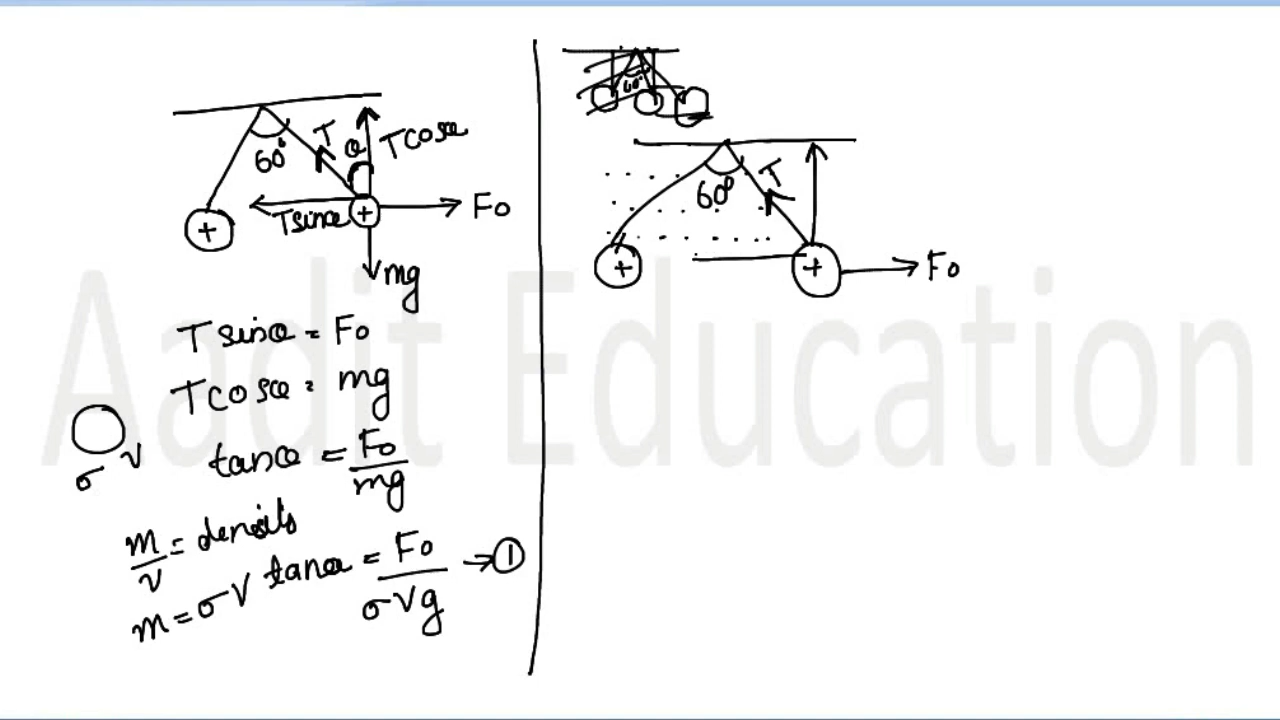 60°
T
α
Tcosα
+
Tsinα
+
Fo
mg
Tsinα = Fo
Tcosα = mg
σ
v
tanα = Fo/mg
m/v = density
m = σV
tanα = Fo/σVg → ①
60°
60°
T
+
+
Fo
Aadit Education